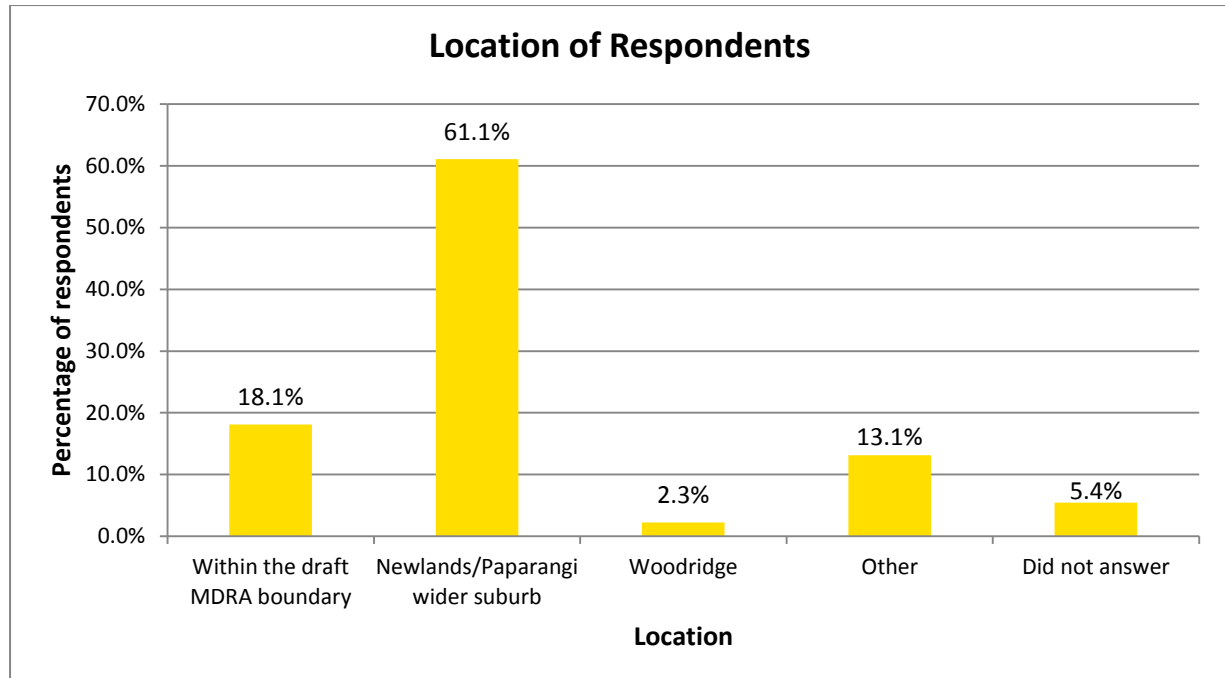 Location of Respondents
Percentage of respondents
70.0%
60.0%
50.0%
40.0%
30.0%
20.0%
10.0%
0.0%
18.1%
61.1%
2.3%
13.1%
5.4%
Within the draft
MDRA boundary
Newlands/Paparangi
wider suburb
Woodridge
Other
Did not answer
Location